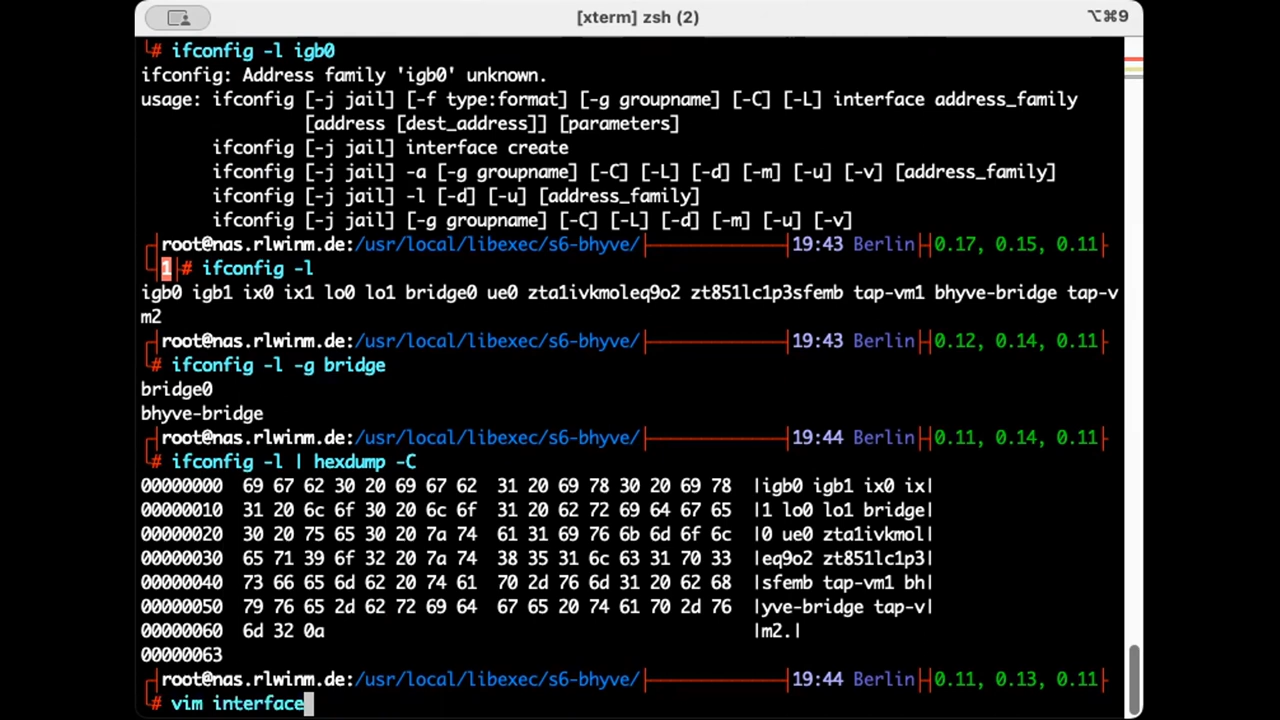 [xterm] zsh (2)
⌥⌘9
# ifconfig -l igb0
ifconfig: Address family 'igb0' unknown.
usage: ifconfig [-j jail] [-f type:format] [-g groupname] [-C] [-L] interface address_family
[address [dest_address]] [parameters]
ifconfig [-j jail] interface create
ifconfig [-j jail] -a [-g groupname] [-C] [-L] [-d] [-m] [-u] [-v] [address_family]
ifconfig [-j jail] -l [-d] [-u] [address_family]
ifconfig [-j jail] [-g groupname] [-C] [-L] [-d] [-m] [-u] [-v]
root@nas.rlwinm.de:/usr/local/libexec/s6-bhyve/ 19:43 Berlin 0.17, 0.15, 0.11
1 # ifconfig -l
igb0 igb1 ix0 ix1 lo0 lo1 bridge0 ue0 zta1ivkmoleq9o2 zt851lc1p3sfemb tap-vm1 bhyve-bridge tap-v
m2
root@nas.rlwinm.de:/usr/local/libexec/s6-bhyve/ 19:43 Berlin 0.12, 0.14, 0.11
# ifconfig -l -g bridge
bridge0
bhyve-bridge
root@nas.rlwinm.de:/usr/local/libexec/s6-bhyve/ 19:44 Berlin 0.11, 0.14, 0.11
# ifconfig -l | hexdump -C
00000000  69 67 62 30 20 69 67 62  31 20 69 78 30 20 69 78  |igb0 igb1 ix0 ix|
00000010  31 20 6c 6f 30 20 6c 6f  31 20 62 72 69 64 67 65  |1 lo0 lo1 bridge|
00000020  30 20 75 65 30 20 7a 74  61 31 69 76 6b 6d 6f 6c  |0 ue0 zta1ivkmol|
00000030  65 71 39 6f 32 20 7a 74  38 35 31 6c 63 31 70 33  |eq9o2 zt851lc1p3|
00000040  73 66 65 6d 62 20 74 61  70 2d 76 6d 31 20 62 68  |sfemb tap-vm1 bh|
00000050  79 76 65 2d 62 72 69 64  67 65 20 74 61 70 2d 76  |yve-bridge tap-v|
00000060  6d 32 0a  |m2.|
00000063
root@nas.rlwinm.de:/usr/local/libexec/s6-bhyve/ 19:44 Berlin 0.11, 0.13, 0.11
# vim interface